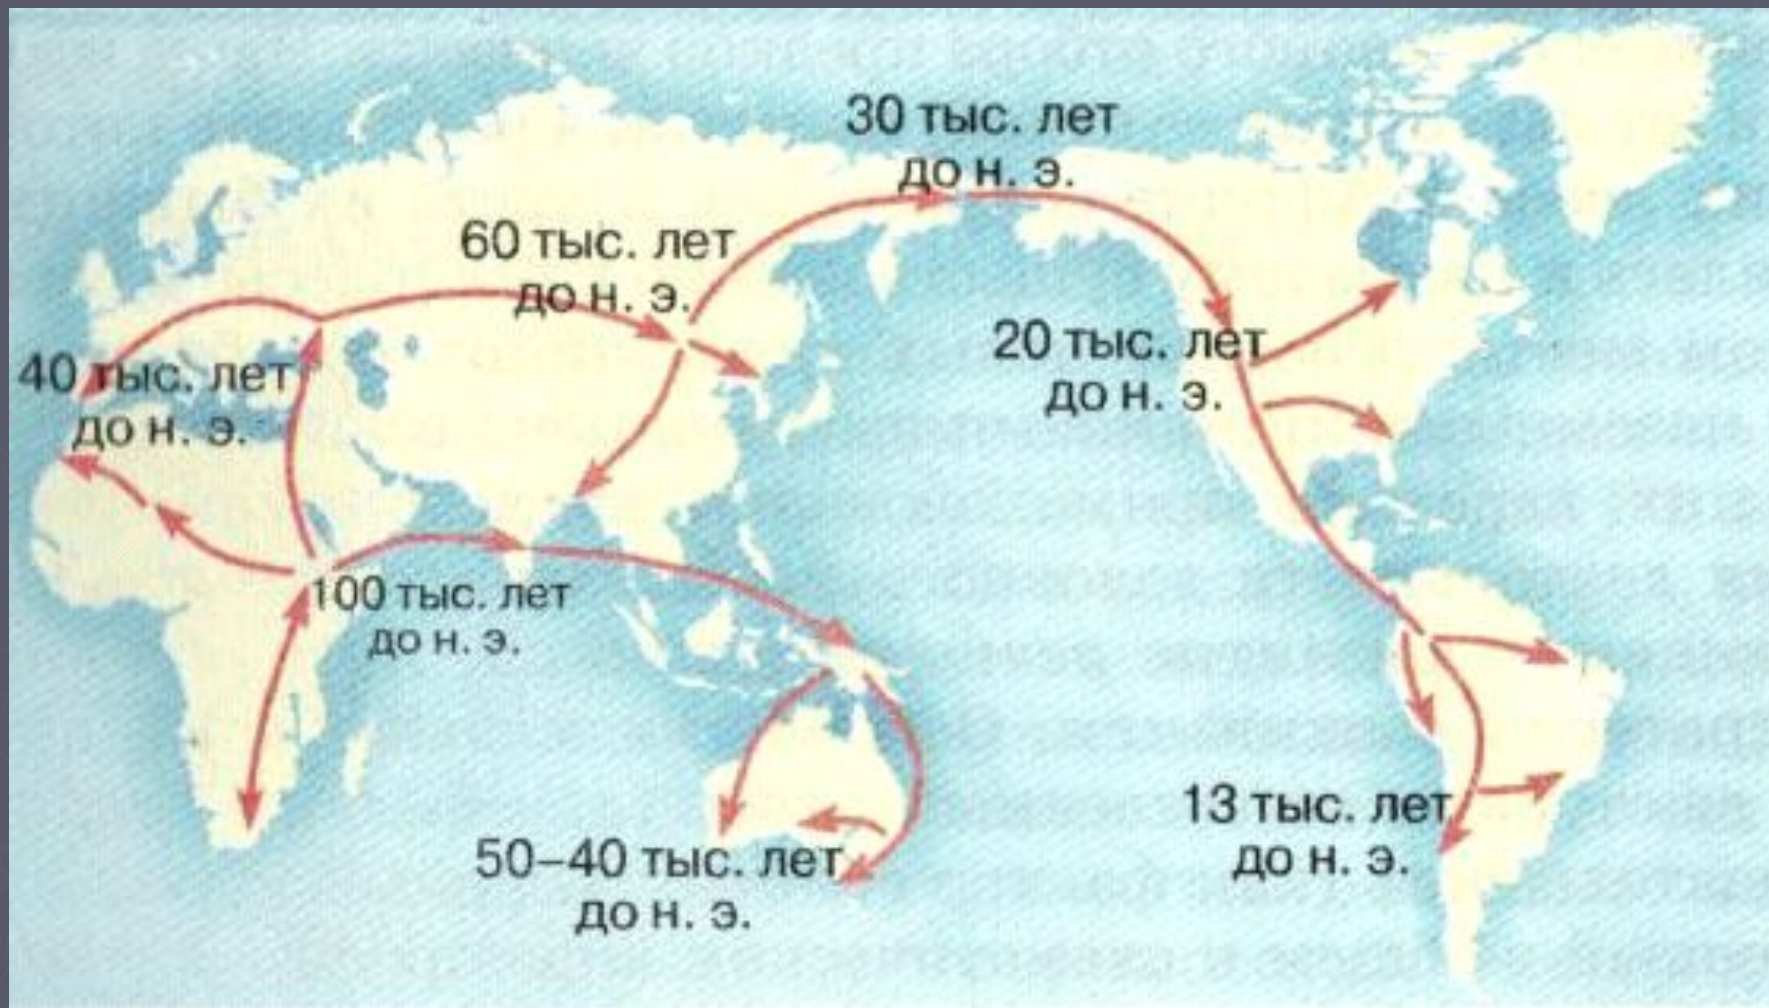 30 тыс. лет
до н. э.
60 тыс. лет
до н. э.
20 тыс. лет
до н. э.
40 тыс. лет
до н. э.
100 тыс. лет
до н. э.
13 тыс. лет
до н. э.
50–40 тыс. лет
до н. э.